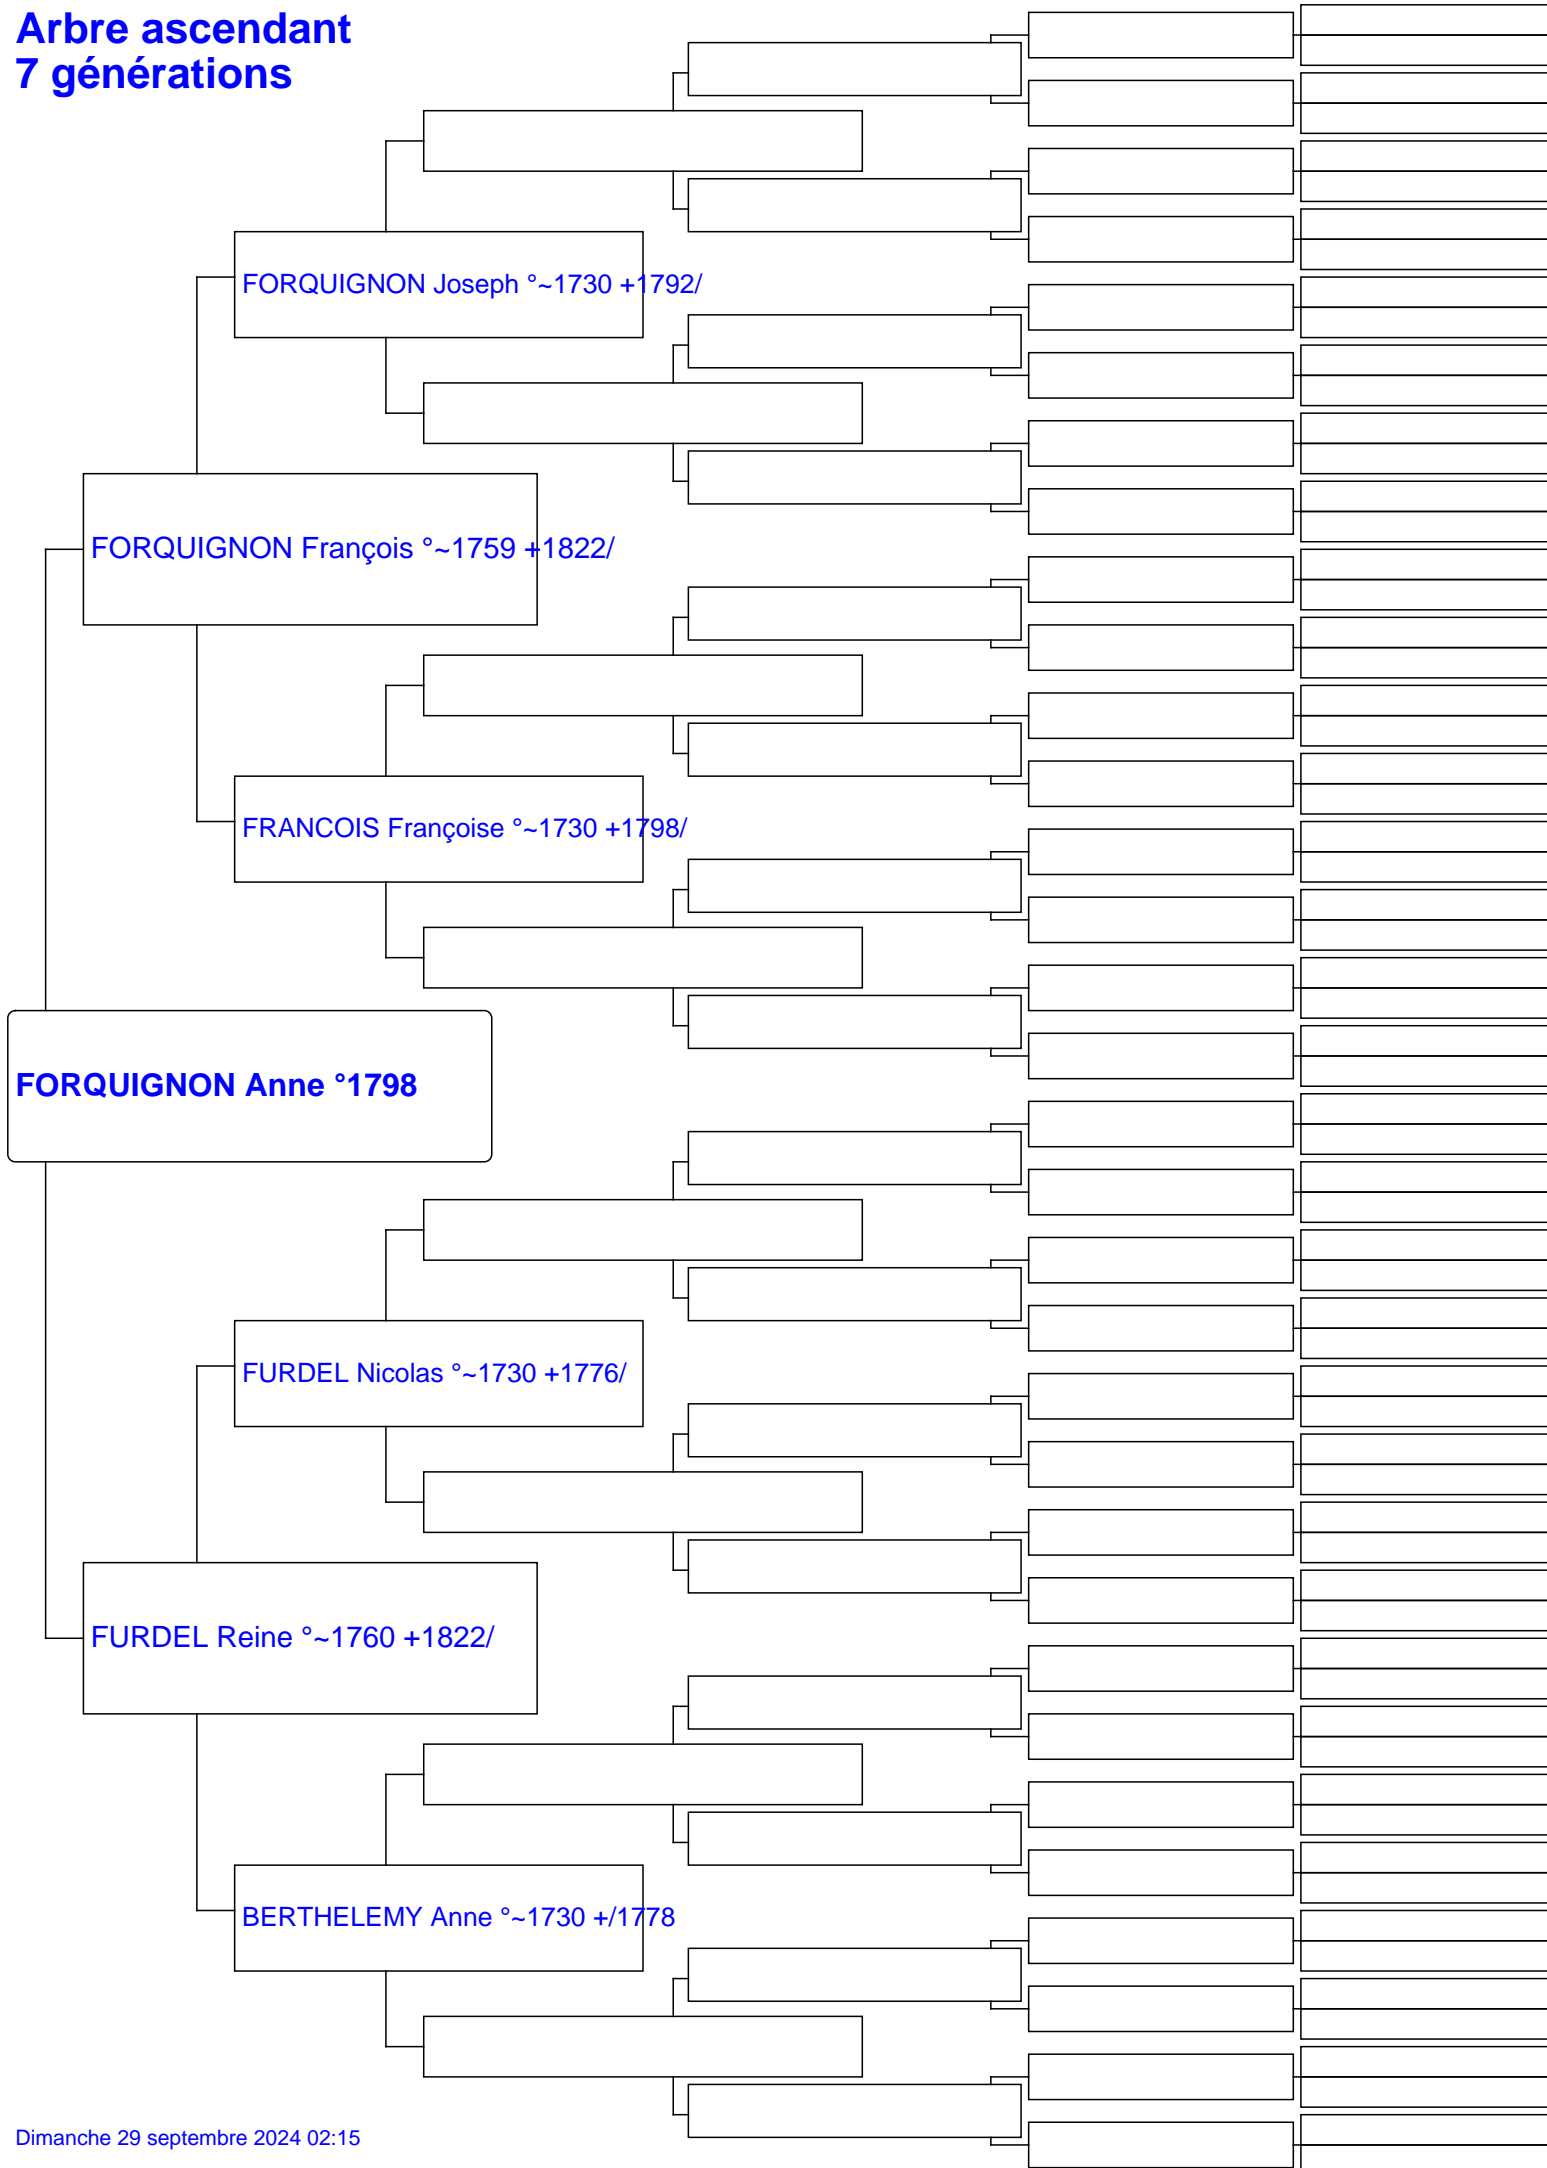 Arbre ascendant
7 générations
FORQUIGNON Joseph °~1730 +1792/
FORQUIGNON François °~1759 +1822/
FRANCOIS Françoise °~1730 +1798/
FORQUIGNON Anne °1798
FURDEL Nicolas °~1730 +1776/
FURDEL Reine °~1760 +1822/
BERTHELEMY Anne °~1730 +/1778
Dimanche 29 septembre 2024 02:15